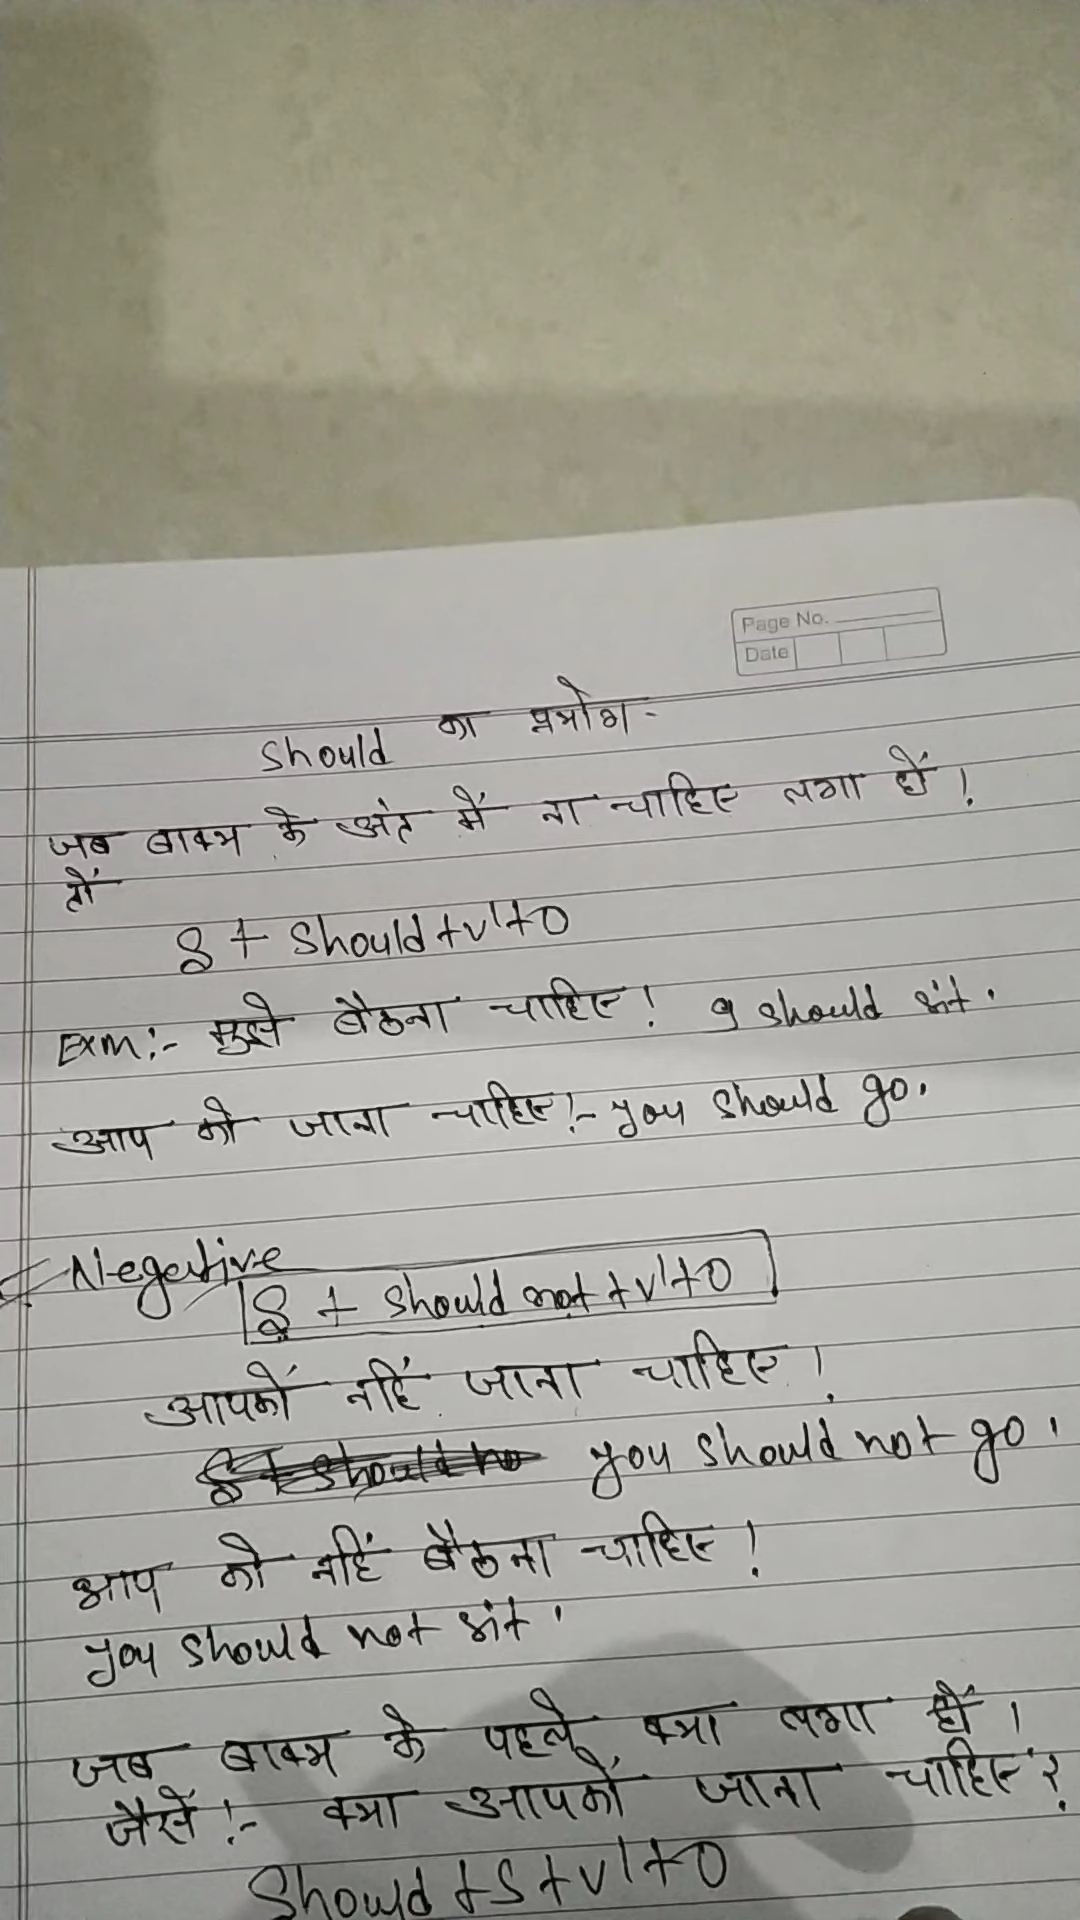 Page No.
Date
Should का प्रयोग -
जब बाक्य के अंत में ना चाहिए लगा हों !
तों
S + Should + v¹ + O
Exm :- मुझे बैठना चाहिए ! I should sit.
आप को जाना चाहिए !- you should go.
Negative
S + should not + v¹ + O
आपकों नहिं जाना चाहिए !
you should not go.
आप को नहिं बैठना चाहिए !
you should not sit.
जब बाक्य के पहले क्या लगा हों ।
जैसें !- क्या आपकों जाना चाहिए ?
Should + S + v¹ + O